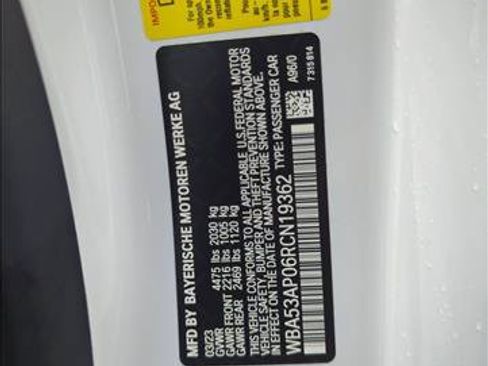 MFD BY BAYERISCHE MOTOREN WERKE AG
03/23
GVWR 4475 lbs 2030 kg
GAWR FRONT 2216 lbs 1005 kg
GAWR REAR 2469 lbs 1120 kg
THIS VEHICLE CONFORMS TO ALL APPLICABLE U.S. FEDERAL MOTOR
VEHICLE SAFETY, BUMPER AND THEFT PREVENTION STANDARDS
IN EFFECT ON THE DATE OF MANUFACTURE SHOWN ABOVE.
WBA53AP06RCN19362 TYPE: PASSENGER CAR
A96/0
7 315 814